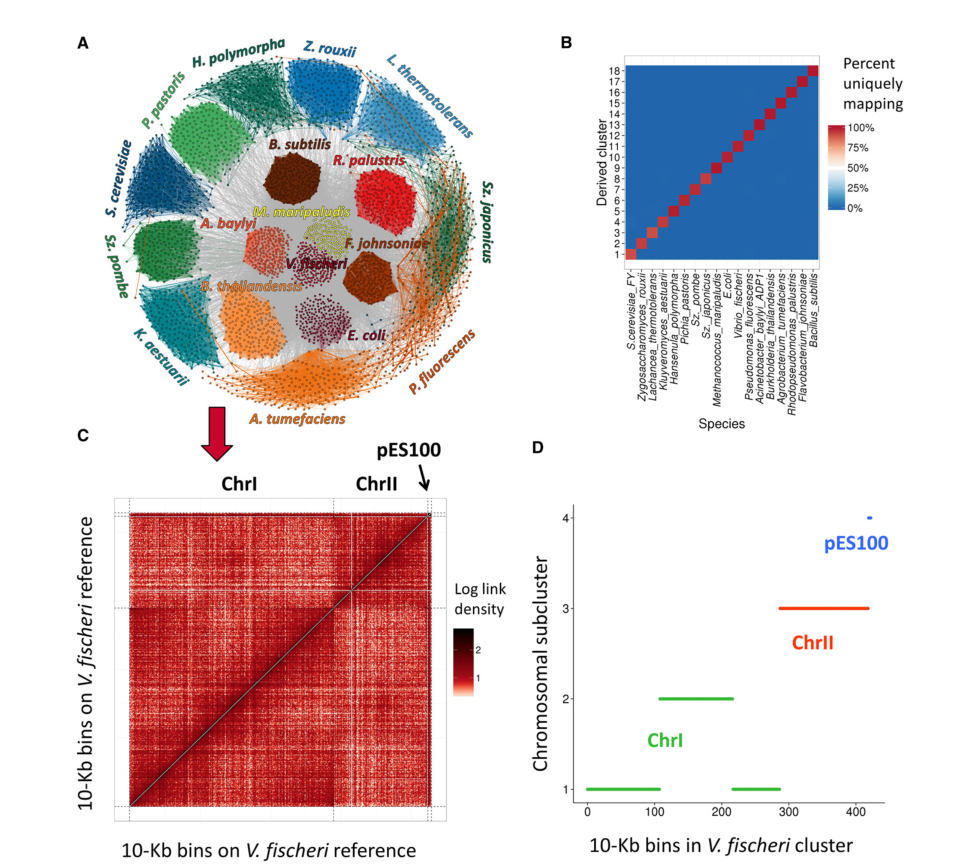 A
H. polymorpha
Z. rouxii
L. thermotolerans
P. pastoris
S. cerevisiae
B. subtilis
R. palustris
M. maripaludis
Sz. japonicus
A. baylyi
F. johnsoniae
V. fischeri
Sz. pombe
B. thailandensis
E. coli
K. aestuarii
P. fluorescens
A. tumefaciens
B
Derived cluster
18
17
16
15
14
13
12
11
10
9
8
7
6
5
4
3
2
1
S.cerevisiae_FY
Zygosaccharomyces_rouxii
Lachancea_thermotolerans
Kluyveromyces_aestuarii
Hansenula_polymorpha
Pichia_pastoris
Sz._pombe
Sz._japonicus
Methanococcus_maripaludis
E.coli
Vibrio_fischeri
Pseudomonas_fluorescens
Acinetobacter_baylyi_ADP1
Burkholderia_thailandensis
Agrobacterium_tumefaciens
Rhodopseudomonas_palustris
Flavobacterium_johnsoniae
Bacillus_subtilis
Species
Percent
uniquely
mapping
100%
75%
50%
25%
0%
C
pES100
ChrI
ChrII
10-Kb bins on V. fischeri reference
Log link
density
2
1
10-Kb bins on V. fischeri reference
D
Chromosomal subcluster
4
3
2
1
pES100
ChrII
ChrI
0
100
200
300
400
10-Kb bins in V. fischeri cluster